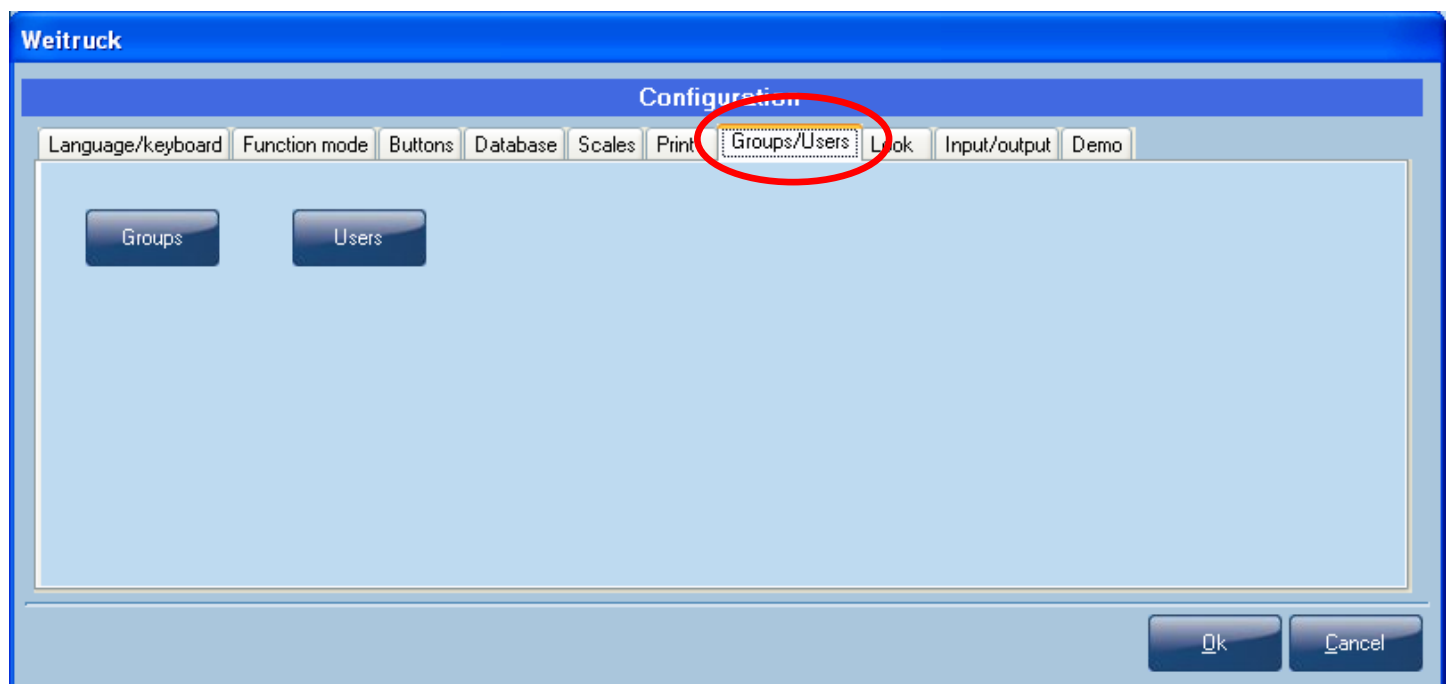 Weitruck
Configuration
Language/keyboard Function mode Buttons Database Scales Print Groups/Users Look Input/output Demo
Groups Users
Ok Cancel